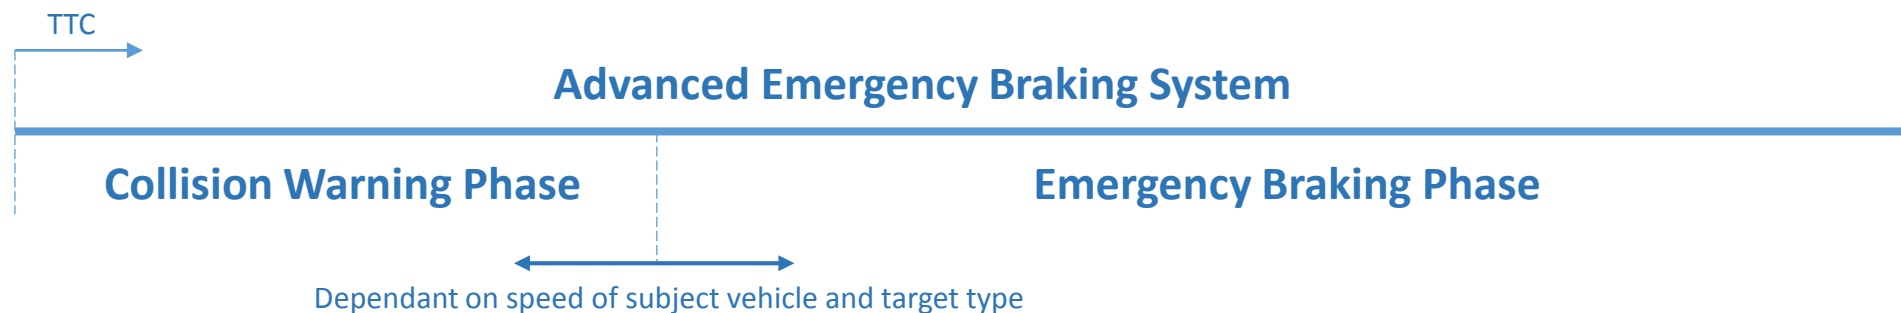 TTC
Advanced Emergency Braking System
Collision Warning Phase
Emergency Braking Phase
Dependant on speed of subject vehicle and target type